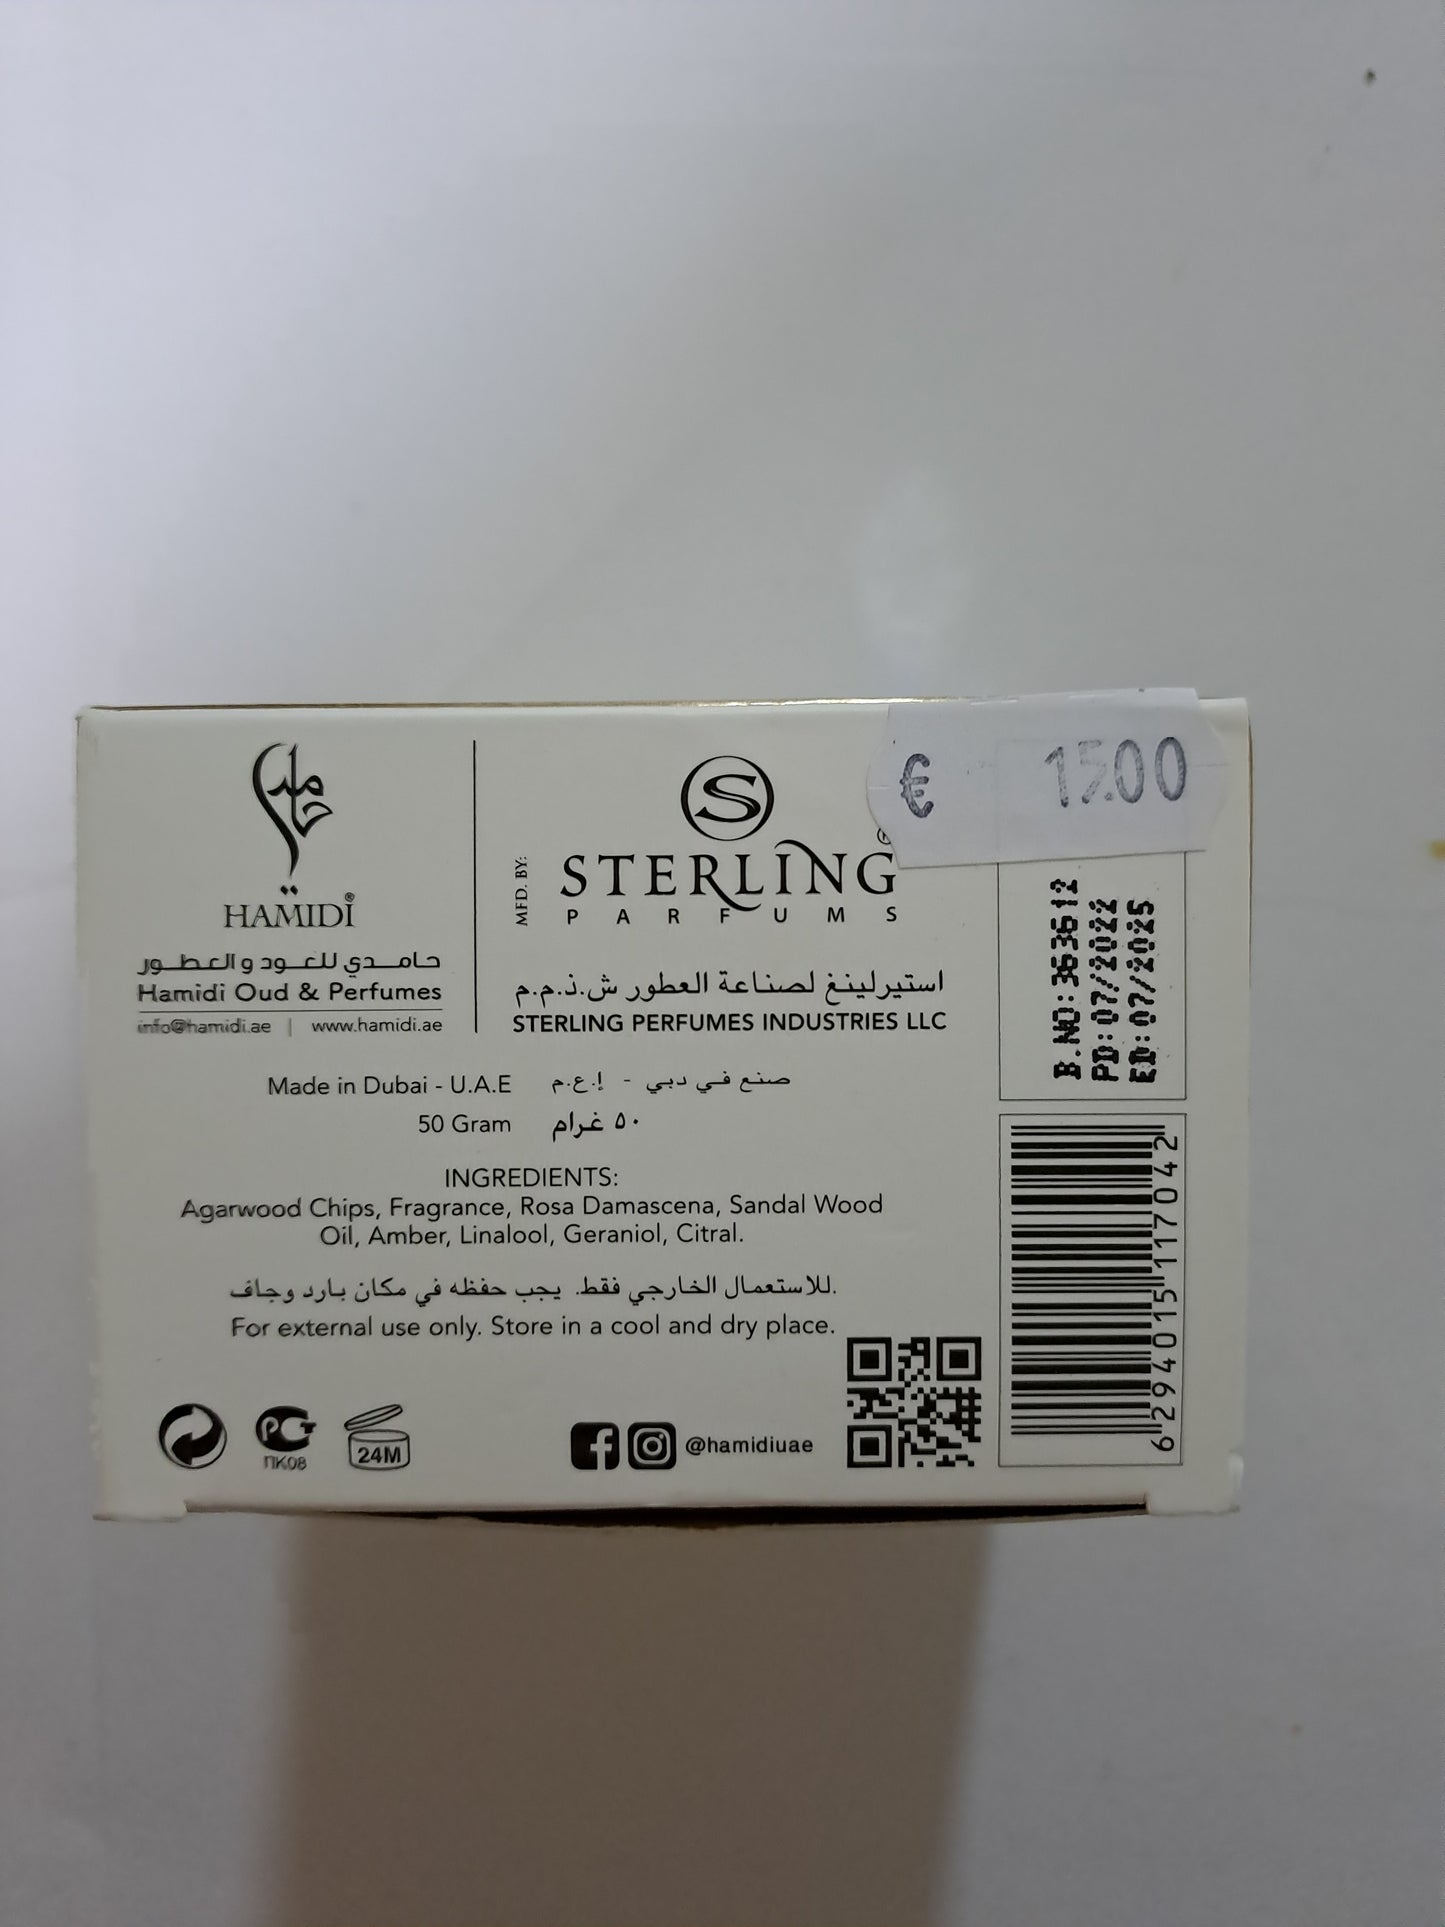 حامدي
HAMIDI®
حامدي للعود و العطور
Hamidi Oud & Perfumes
info@hamidi.ae | www.hamidi.ae
MFD. BY:
S
STERLING
PARFUMS
استيرلينغ لصناعة العطور ش.ذ.م.م
STERLING PERFUMES INDUSTRIES LLC
€ 15.00
B.NO:363612
PD:07/2022
ED:07/2025
Made in Dubai - U.A.E صنع في دبي - إ.ع.م
50 Gram ٥٠ غرام
INGREDIENTS:
Agarwood Chips, Fragrance, Rosa Damascena, Sandal Wood
Oil, Amber, Linalool, Geraniol, Citral.
للاستعمال الخارجي فقط. يجب حفظه في مكان بارد وجاف.
For external use only. Store in a cool and dry place.
РСТ
ПК08
24M
@hamidiuae
6294015117042